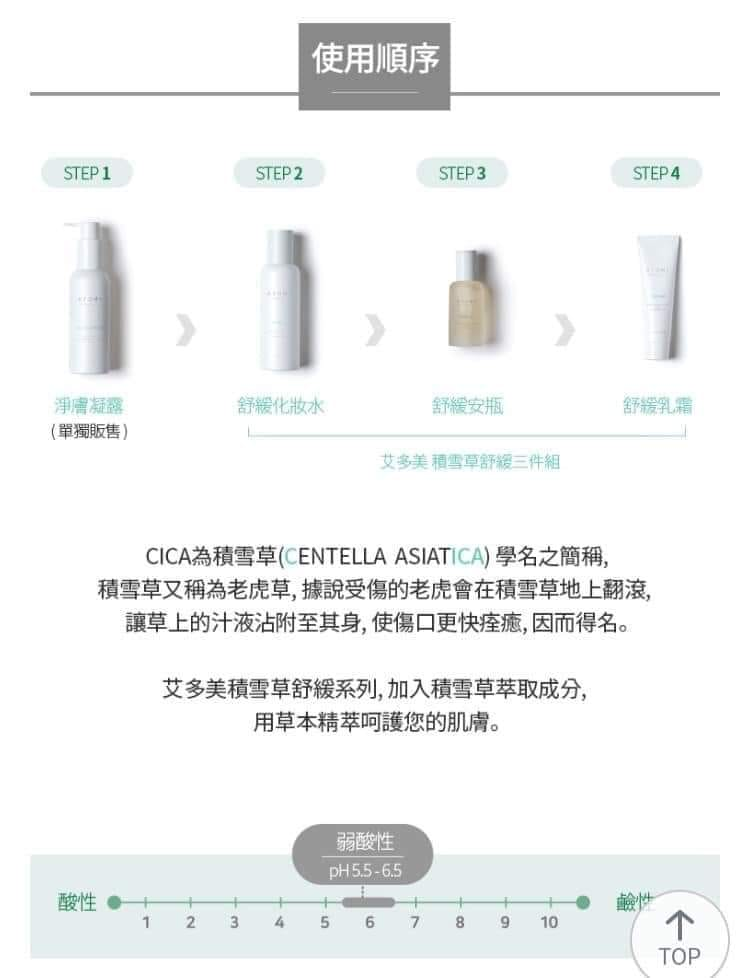 使用順序
STEP 1
STEP 2
STEP 3
STEP 4
淨膚凝露
(單獨販售)
舒緩化妝水
舒緩安瓶
舒緩乳霜
艾多美 積雪草舒緩三件組
CICA為積雪草(CENTELLA ASIATICA) 學名之簡稱,
積雪草又稱為老虎草, 據說受傷的老虎會在積雪草地上翻滾,
讓草上的汁液沾附至其身, 使傷口更快痊癒, 因而得名。
艾多美積雪草舒緩系列, 加入積雪草萃取成分,
用草本精萃呵護您的肌膚。
弱酸性
pH 5.5 - 6.5
酸性
鹼性
1 2 3 4 5 6 7 8 9 10
TOP